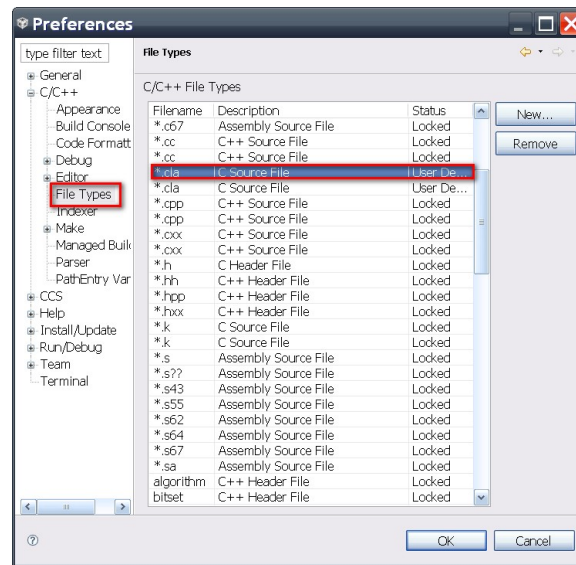 Preferences
type filter text
File Types
General
C/C++
Appearance
Build Console
Code Formatt
Debug
Editor
File Types
Indexer
Make
Managed Buil
Parser
PathEntry Var
CCS
Help
Install/Update
Run/Debug
Team
Terminal
C/C++ File Types
Filename Description Status
*.c67 Assembly Source File Locked
*.cc C++ Source File Locked
*.cc C++ Source File Locked
*.cla C Source File User De...
*.cla C Source File User De...
*.cpp C++ Source File Locked
*.cpp C++ Source File Locked
*.cxx C++ Source File Locked
*.cxx C++ Source File Locked
*.h C Header File Locked
*.hh C++ Header File Locked
*.hpp C++ Header File Locked
*.hxx C++ Header File Locked
*.k C Source File Locked
*.k C Source File Locked
*.s Assembly Source File Locked
*.s?? Assembly Source File Locked
*.s43 Assembly Source File Locked
*.s55 Assembly Source File Locked
*.s62 Assembly Source File Locked
*.s64 Assembly Source File Locked
*.s67 Assembly Source File Locked
*.sa Assembly Source File Locked
algorithm C++ Header File Locked
bitset C++ Header File Locked
New...
Remove
OK
Cancel